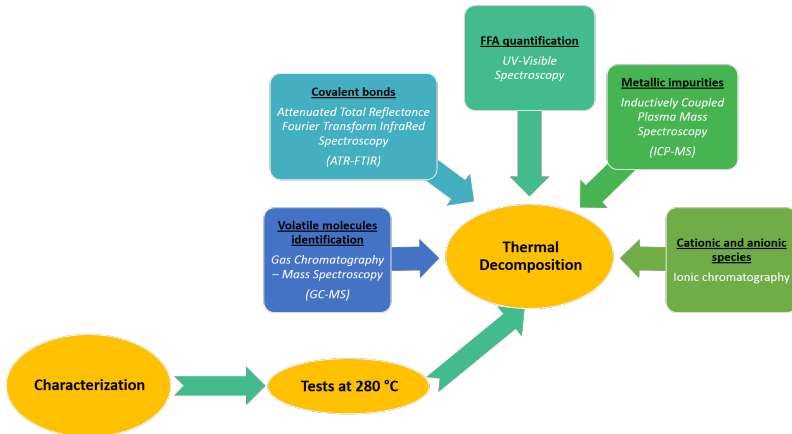 FFA quantification
UV-Visible
Spectroscopy
Metallic impurities
Inductively Coupled
Plasma Mass
Spectroscopy
(ICP-MS)
Covalent bonds
Attenuated Total Reflectance
Fourier Transform InfraRed
Spectroscopy
(ATR-FTIR)
Volatile molecules
identification
Gas Chromatography
– Mass Spectroscopy
(GC-MS)
Thermal
Decomposition
Cationic and anionic
species
Ionic chromatography
Characterization
Tests at 280 °C